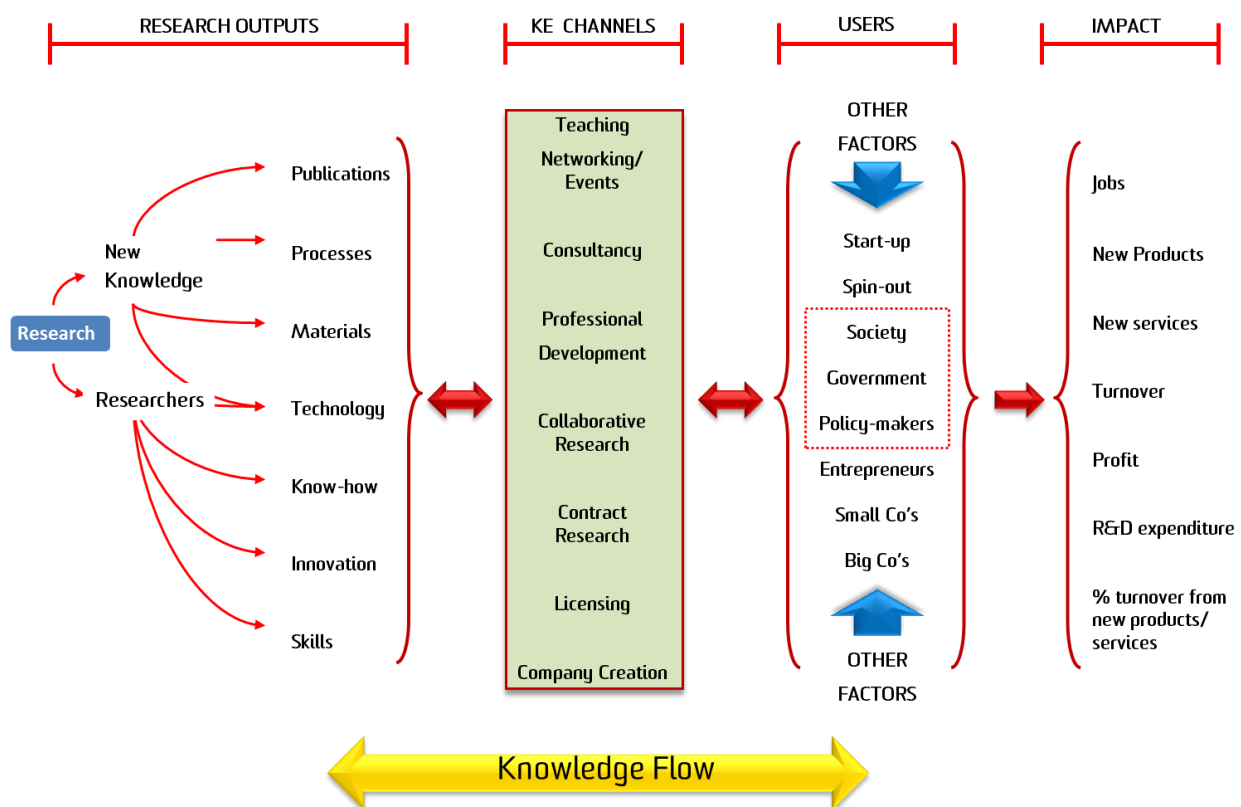 RESEARCH OUTPUTS
KE CHANNELS
USERS
IMPACT
Research
New
Knowledge
Researchers
Publications
Processes
Materials
Technology
Know-how
Innovation
Skills
Teaching
Networking/
Events
Consultancy
Professional
Development
Collaborative
Research
Contract
Research
Licensing
Company Creation
OTHER
FACTORS
Start-up
Spin-out
Society
Government
Policy-makers
Entrepreneurs
Small Co's
Big Co's
OTHER
FACTORS
Jobs
New Products
New services
Turnover
Profit
R&D expenditure
% turnover from
new products/
services
Knowledge Flow